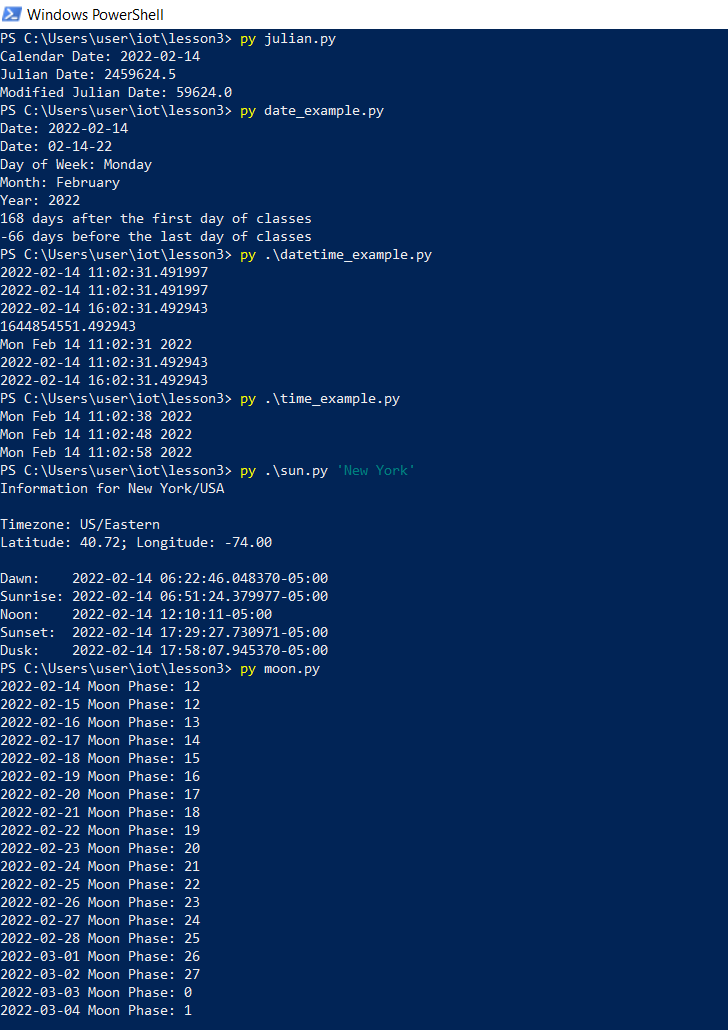 Windows PowerShell
PS C:\Users\user\iot\lesson3> py julian.py
Calendar Date: 2022-02-14
Julian Date: 2459624.5
Modified Julian Date: 59624.0
PS C:\Users\user\iot\lesson3> py date_example.py
Date: 2022-02-14
Date: 02-14-22
Day of Week: Monday
Month: February
Year: 2022
168 days after the first day of classes
-66 days before the last day of classes
PS C:\Users\user\iot\lesson3> py .\datetime_example.py
2022-02-14 11:02:31.491997
2022-02-14 11:02:31.491997
2022-02-14 16:02:31.492943
1644854551.492943
Mon Feb 14 11:02:31 2022
2022-02-14 11:02:31.492943
2022-02-14 16:02:31.492943
PS C:\Users\user\iot\lesson3> py .\time_example.py
Mon Feb 14 11:02:38 2022
Mon Feb 14 11:02:48 2022
Mon Feb 14 11:02:58 2022
PS C:\Users\user\iot\lesson3> py .\sun.py 'New York'
Information for New York/USA

Timezone: US/Eastern
Latitude: 40.72; Longitude: -74.00

Dawn:    2022-02-14 06:22:46.048370-05:00
Sunrise: 2022-02-14 06:51:24.379977-05:00
Noon:    2022-02-14 12:10:11-05:00
Sunset:  2022-02-14 17:29:27.730971-05:00
Dusk:    2022-02-14 17:58:07.945370-05:00
PS C:\Users\user\iot\lesson3> py moon.py
2022-02-14 Moon Phase: 12
2022-02-15 Moon Phase: 12
2022-02-16 Moon Phase: 13
2022-02-17 Moon Phase: 14
2022-02-18 Moon Phase: 15
2022-02-19 Moon Phase: 16
2022-02-20 Moon Phase: 17
2022-02-21 Moon Phase: 18
2022-02-22 Moon Phase: 19
2022-02-23 Moon Phase: 20
2022-02-24 Moon Phase: 21
2022-02-25 Moon Phase: 22
2022-02-26 Moon Phase: 23
2022-02-27 Moon Phase: 24
2022-02-28 Moon Phase: 25
2022-03-01 Moon Phase: 26
2022-03-02 Moon Phase: 27
2022-03-03 Moon Phase: 0
2022-03-04 Moon Phase: 1